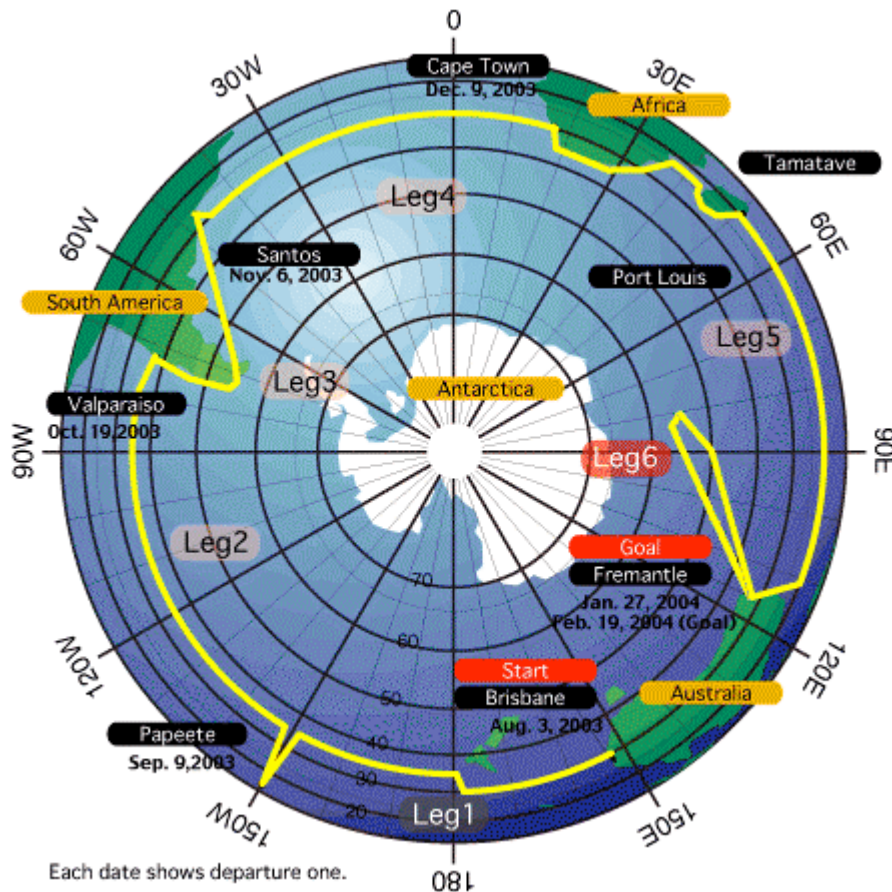 0
30W
Cape Town
Dec. 9, 2003
30E
Africa
Tamatave
60W
Leg4
60E
Santos
Nov. 6, 2003
Port Louis
South America
Leg5
Leg3
Antarctica
Valparaiso
Oct. 19,2003
90W
Leg6
90E
Leg2
Goal
Fremantle
70
Jan. 27, 2004
Feb. 19, 2004 (Goal)
60
120W
Start
120E
Brisbane
Australia
50
Aug. 3, 2003
Papeete
40
Sep. 9,2003
30
20
150W
Leg1
150E
Each date shows departure one.
180